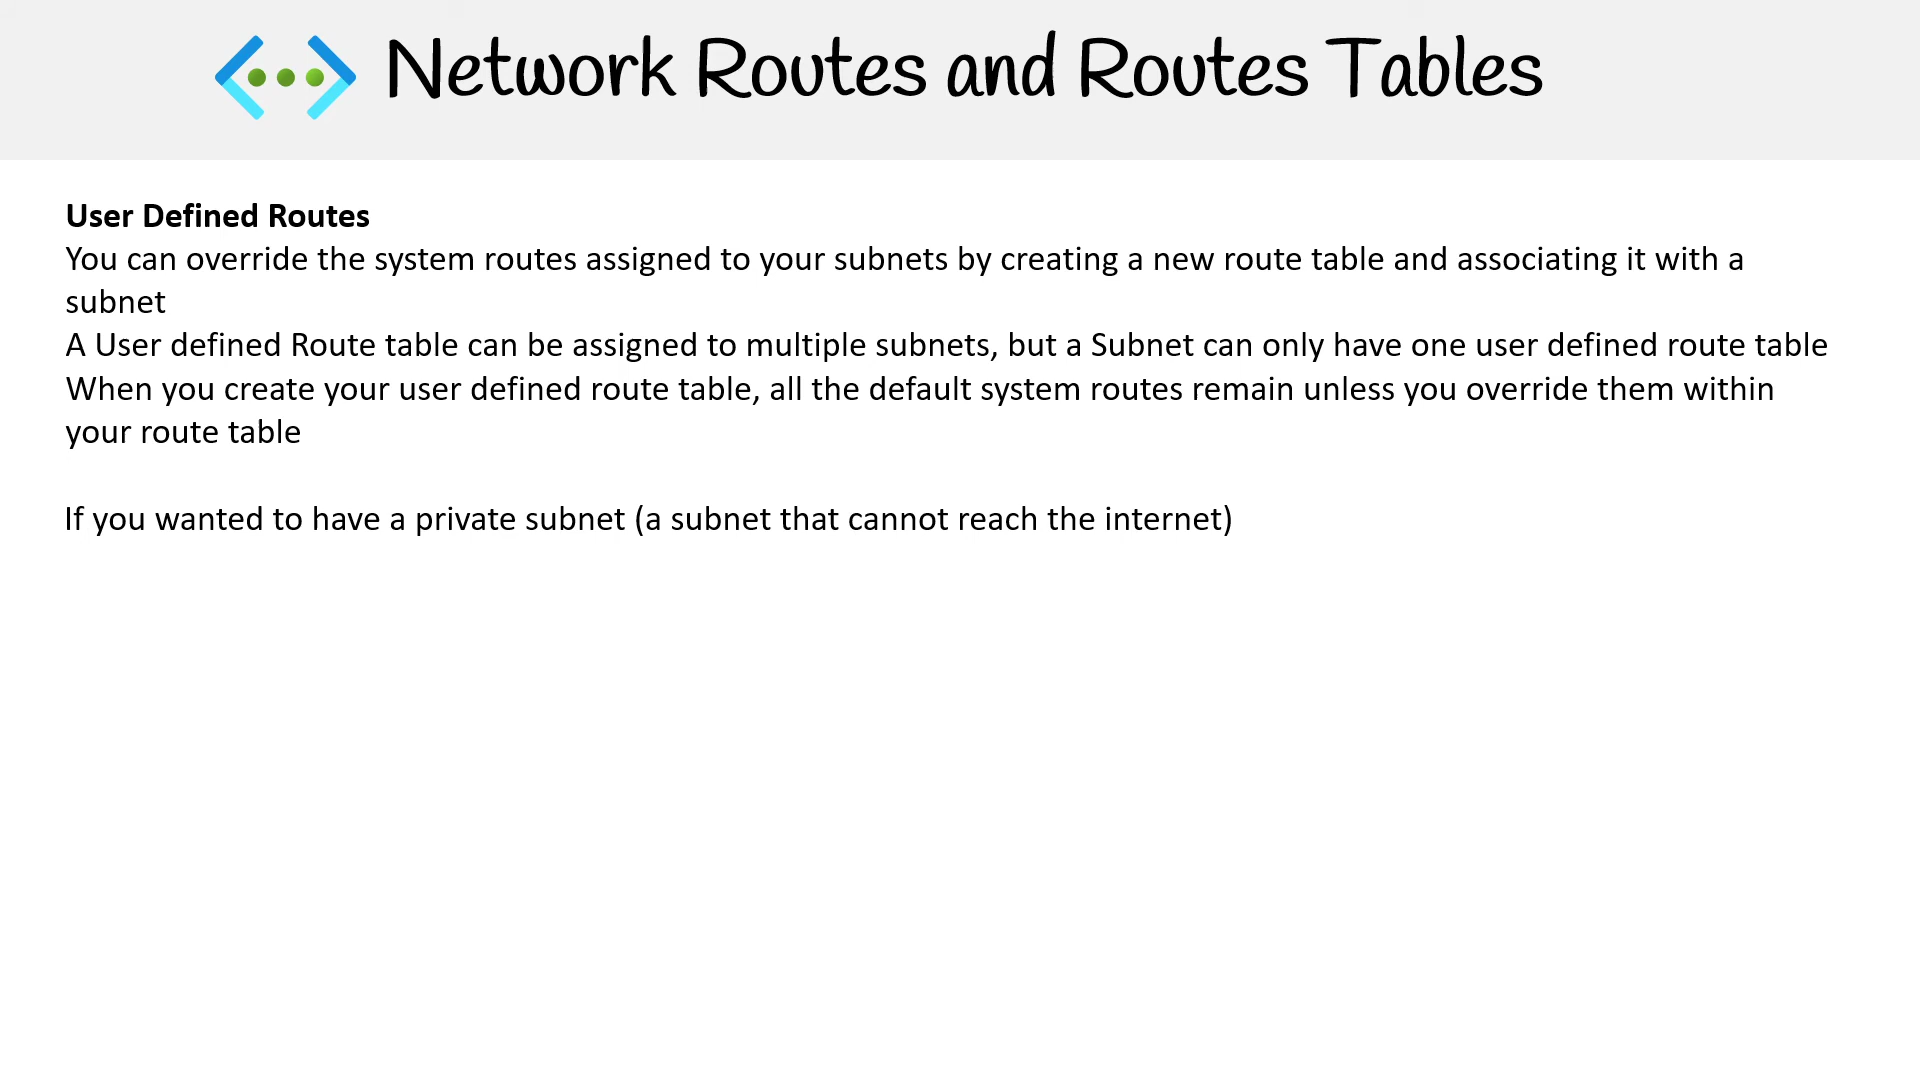 Network Routes and Routes Tables
User Defined Routes
You can override the system routes assigned to your subnets by creating a new route table and associating it with a
subnet
A User defined Route table can be assigned to multiple subnets, but a Subnet can only have one user defined route table
When you create your user defined route table, all the default system routes remain unless you override them within
your route table
If you wanted to have a private subnet (a subnet that cannot reach the internet)